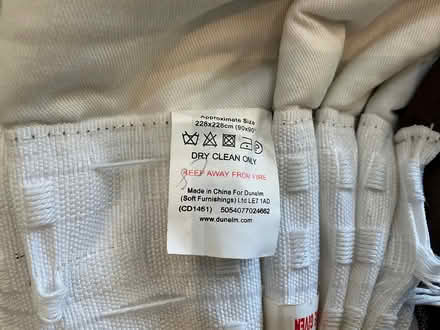 Approximate Size
228x228cm (90x90"
DRY CLEAN ONLY
KEEP AWAY FROM FIRE
Made in China For Dunelm
(Soft Furnishings) Ltd LE7 1AD
(CD1461) 5054077024662
www.dunelm.com